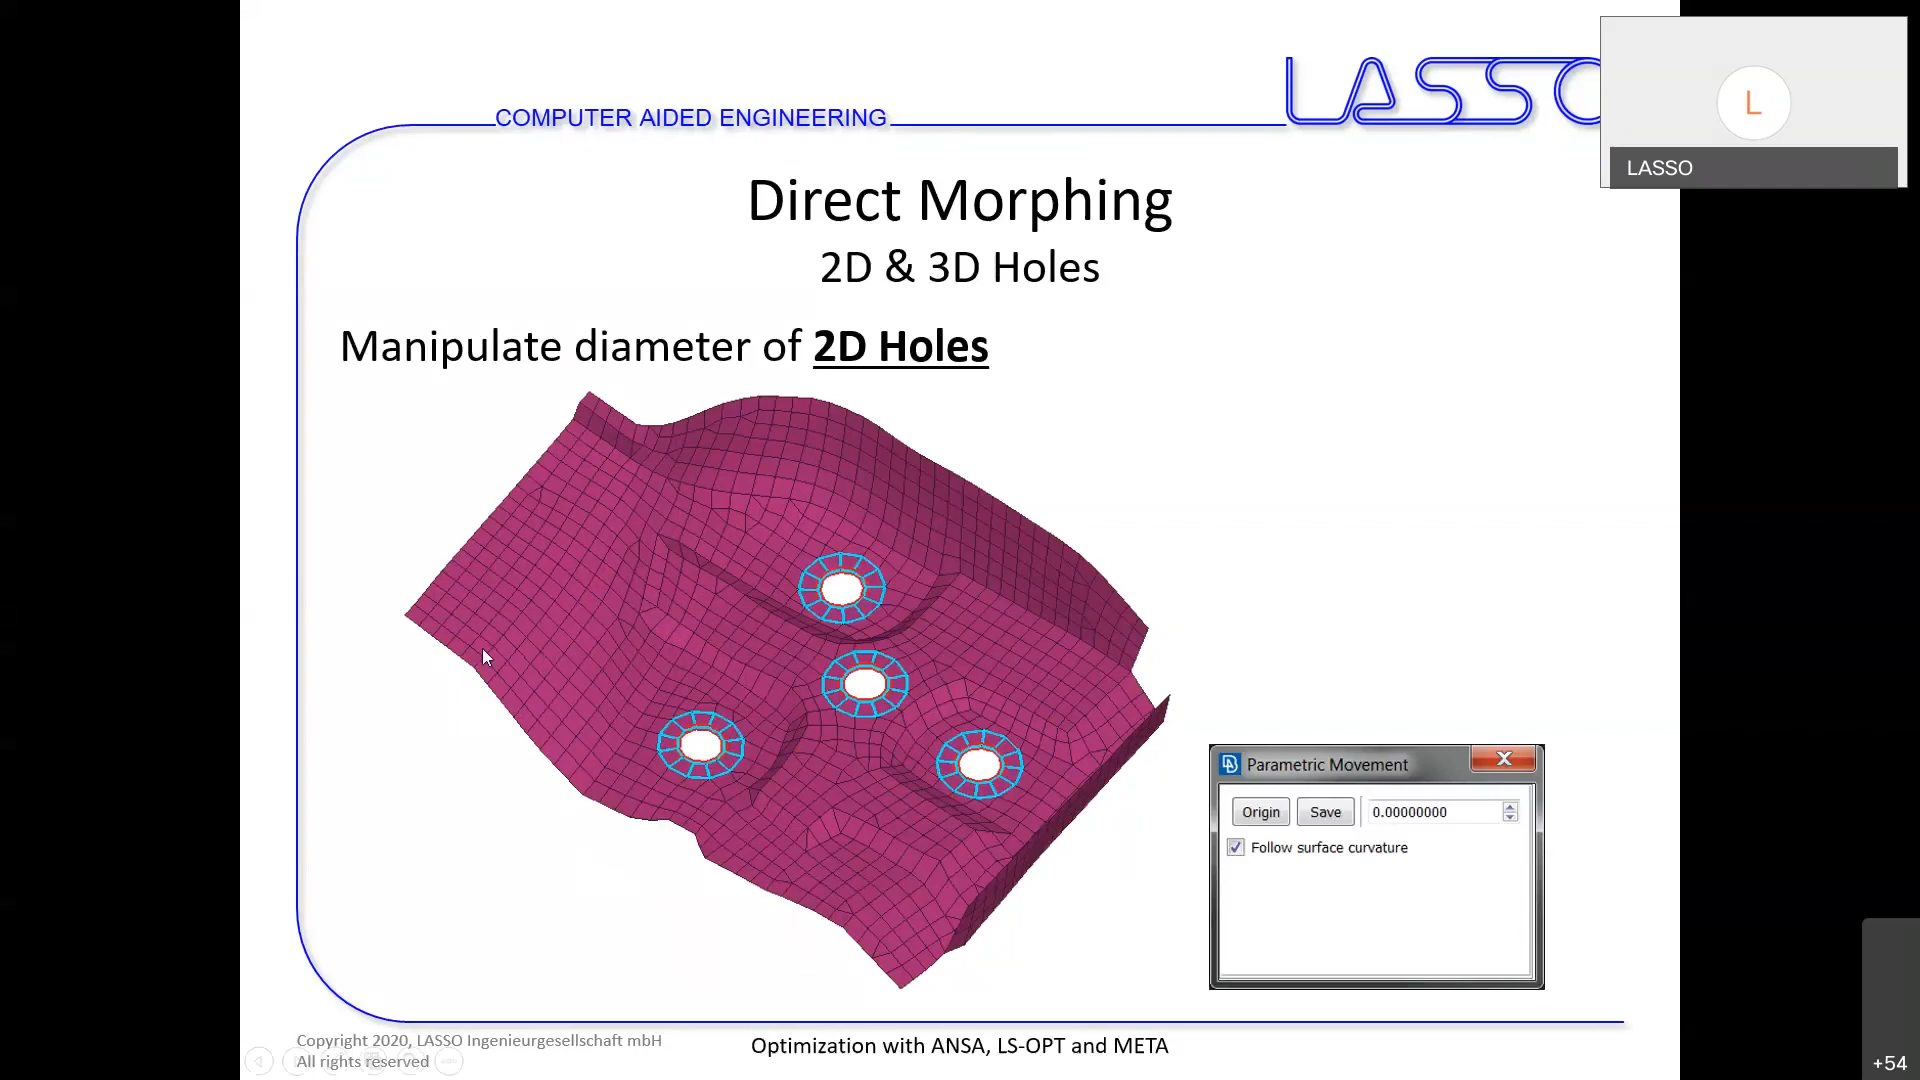 COMPUTER AIDED ENGINEERING
LASSO
L
LASSO
Direct Morphing
2D & 3D Holes
Manipulate diameter of 2D Holes
Parametric Movement
Origin
Save
0.00000000
Follow surface curvature
Copyright 2020, LASSO Ingenieurgesellschaft mbH
All rights reserved
Optimization with ANSA, LS-OPT and META
+54